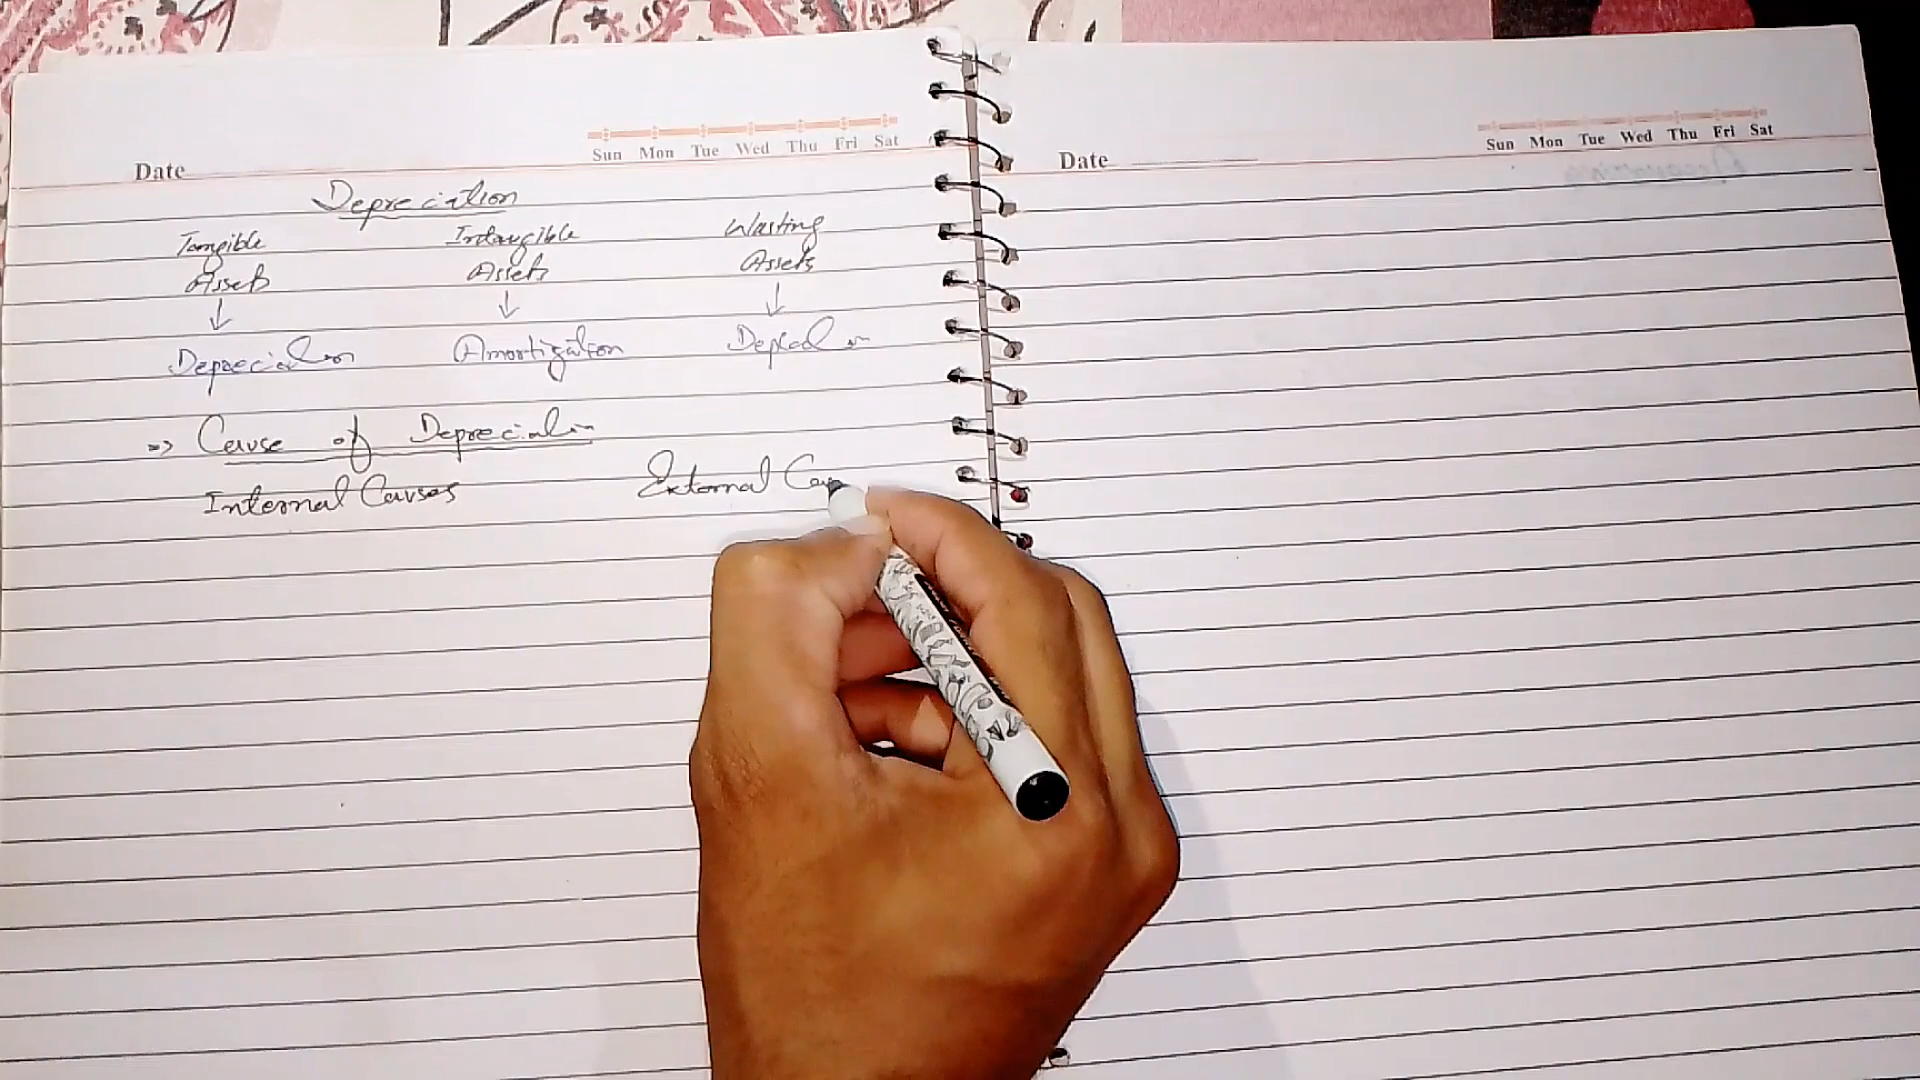 Sun Mon Tue Wed Thu Fri Sat
Date
Depreciation
Tangible Intangible Wasting
Assets Assets Assets
Depreciation Amortization
=> Cause of Depreciation
Internal Causes External Cau
Sun Mon Tue Wed Thu Fri Sat
Date